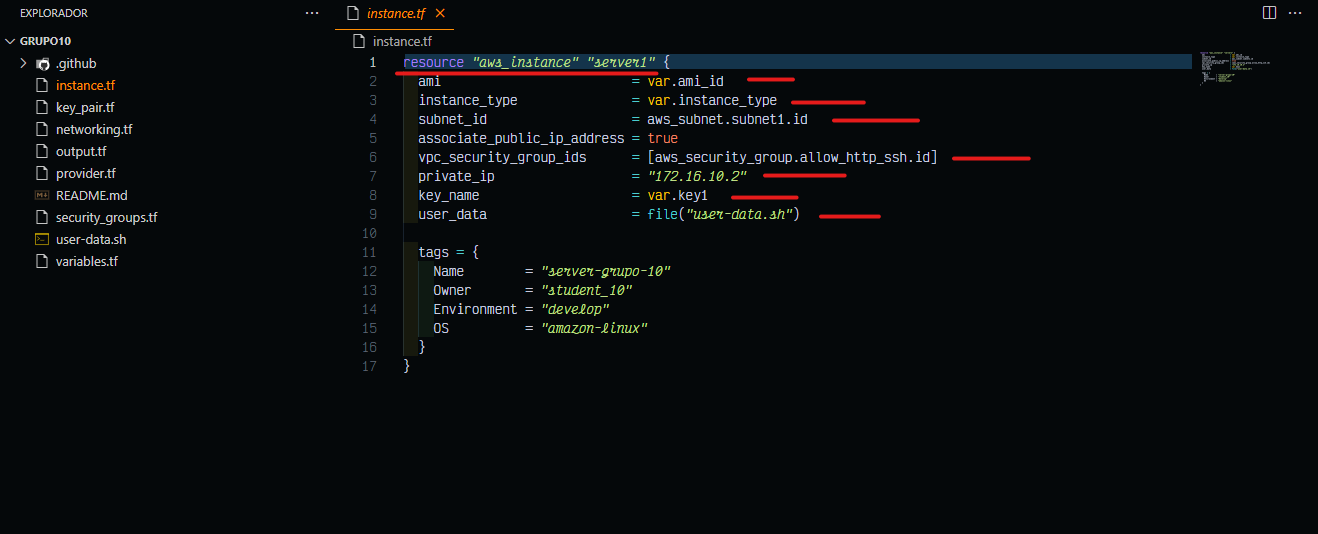 EXPLORADOR
GRUPO10
.github
instance.tf
key_pair.tf
networking.tf
output.tf
provider.tf
README.md
security_groups.tf
user-data.sh
variables.tf
instance.tf
instance.tf
1 resource "aws_instance" "server1" {
2 ami = var.ami_id
3 instance_type = var.instance_type
4 subnet_id = aws_subnet.subnet1.id
5 associate_public_ip_address = true
6 vpc_security_group_ids = [aws_security_group.allow_http_ssh.id]
7 private_ip = "172.16.10.2"
8 key_name = var.key1
9 user_data = file("user-data.sh")
10
11 tags = {
12 Name = "server-grupo-10"
13 Owner = "student_10"
14 Environment = "develop"
15 OS = "amazon-linux"
16 }
17 }